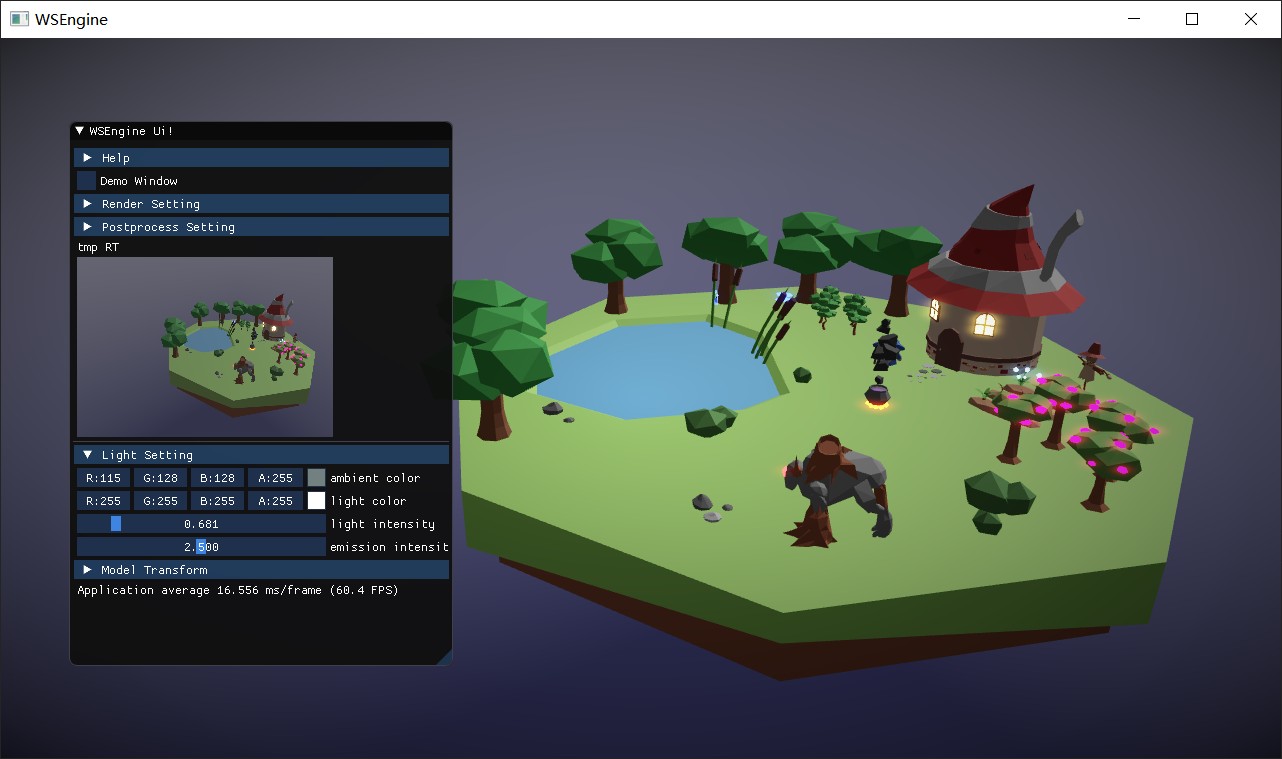 WSEngine
WSEngine Ui!
Help
Demo Window
Render Setting
Postprocess Setting
tmp RT
Light Setting
R:115 G:128 B:128 A:255 ambient color
R:255 G:255 B:255 A:255 light color
0.681 light intensity
2.500 emission intensit
Model Transform
Application average 16.556 ms/frame (60.4 FPS)